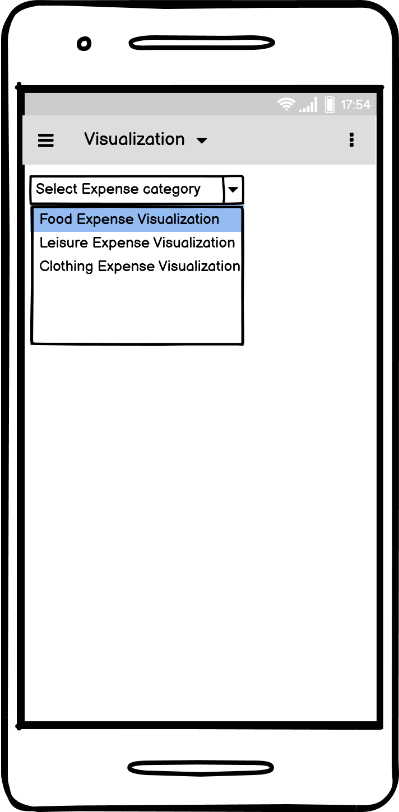 17:54
Visualization
Select Expense category
Food Expense Visualization
Leisure Expense Visualization
Clothing Expense Visualization